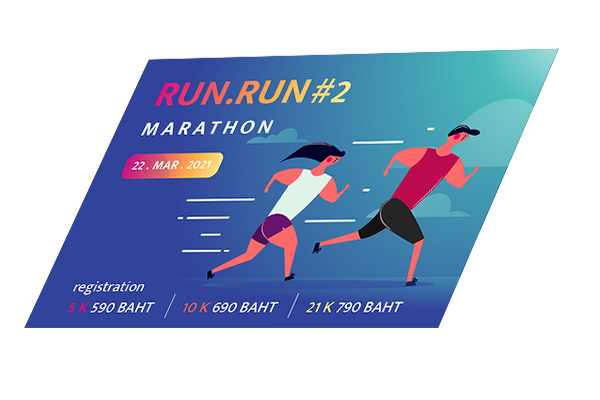 RUN.RUN #2
MARATHON
22 . MAR . 2021
registration
5 K 590 BAHT / 10 K 690 BAHT / 21 K 790 BAHT